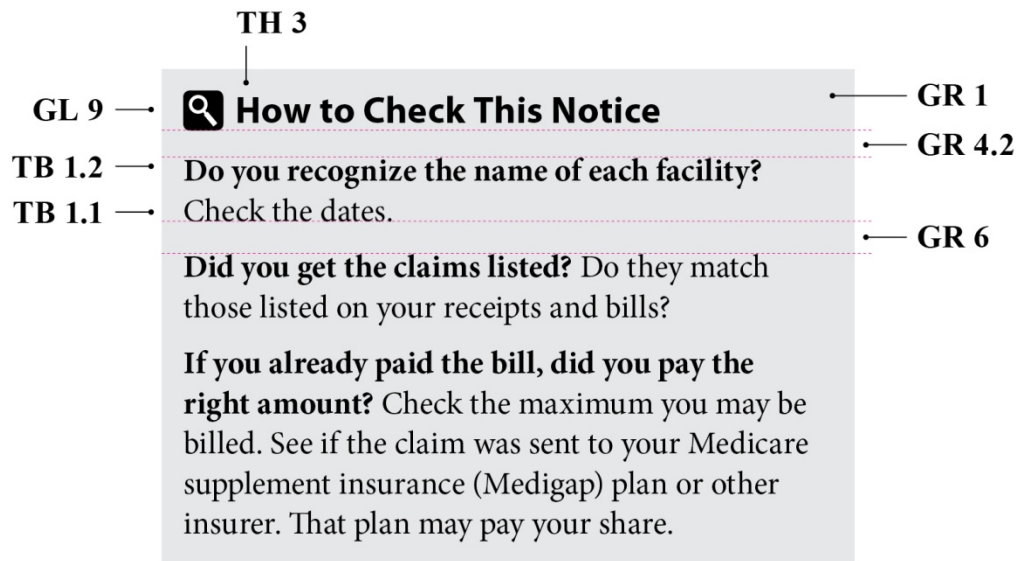 TH 3
GL 9
How to Check This Notice
GR 1
GR 4.2
TB 1.2
Do you recognize the name of each facility?
TB 1.1
Check the dates.
GR 6
Did you get the claims listed? Do they match
those listed on your receipts and bills?
If you already paid the bill, did you pay the
right amount? Check the maximum you may be
billed. See if the claim was sent to your Medicare
supplement insurance (Medigap) plan or other
insurer. That plan may pay your share.